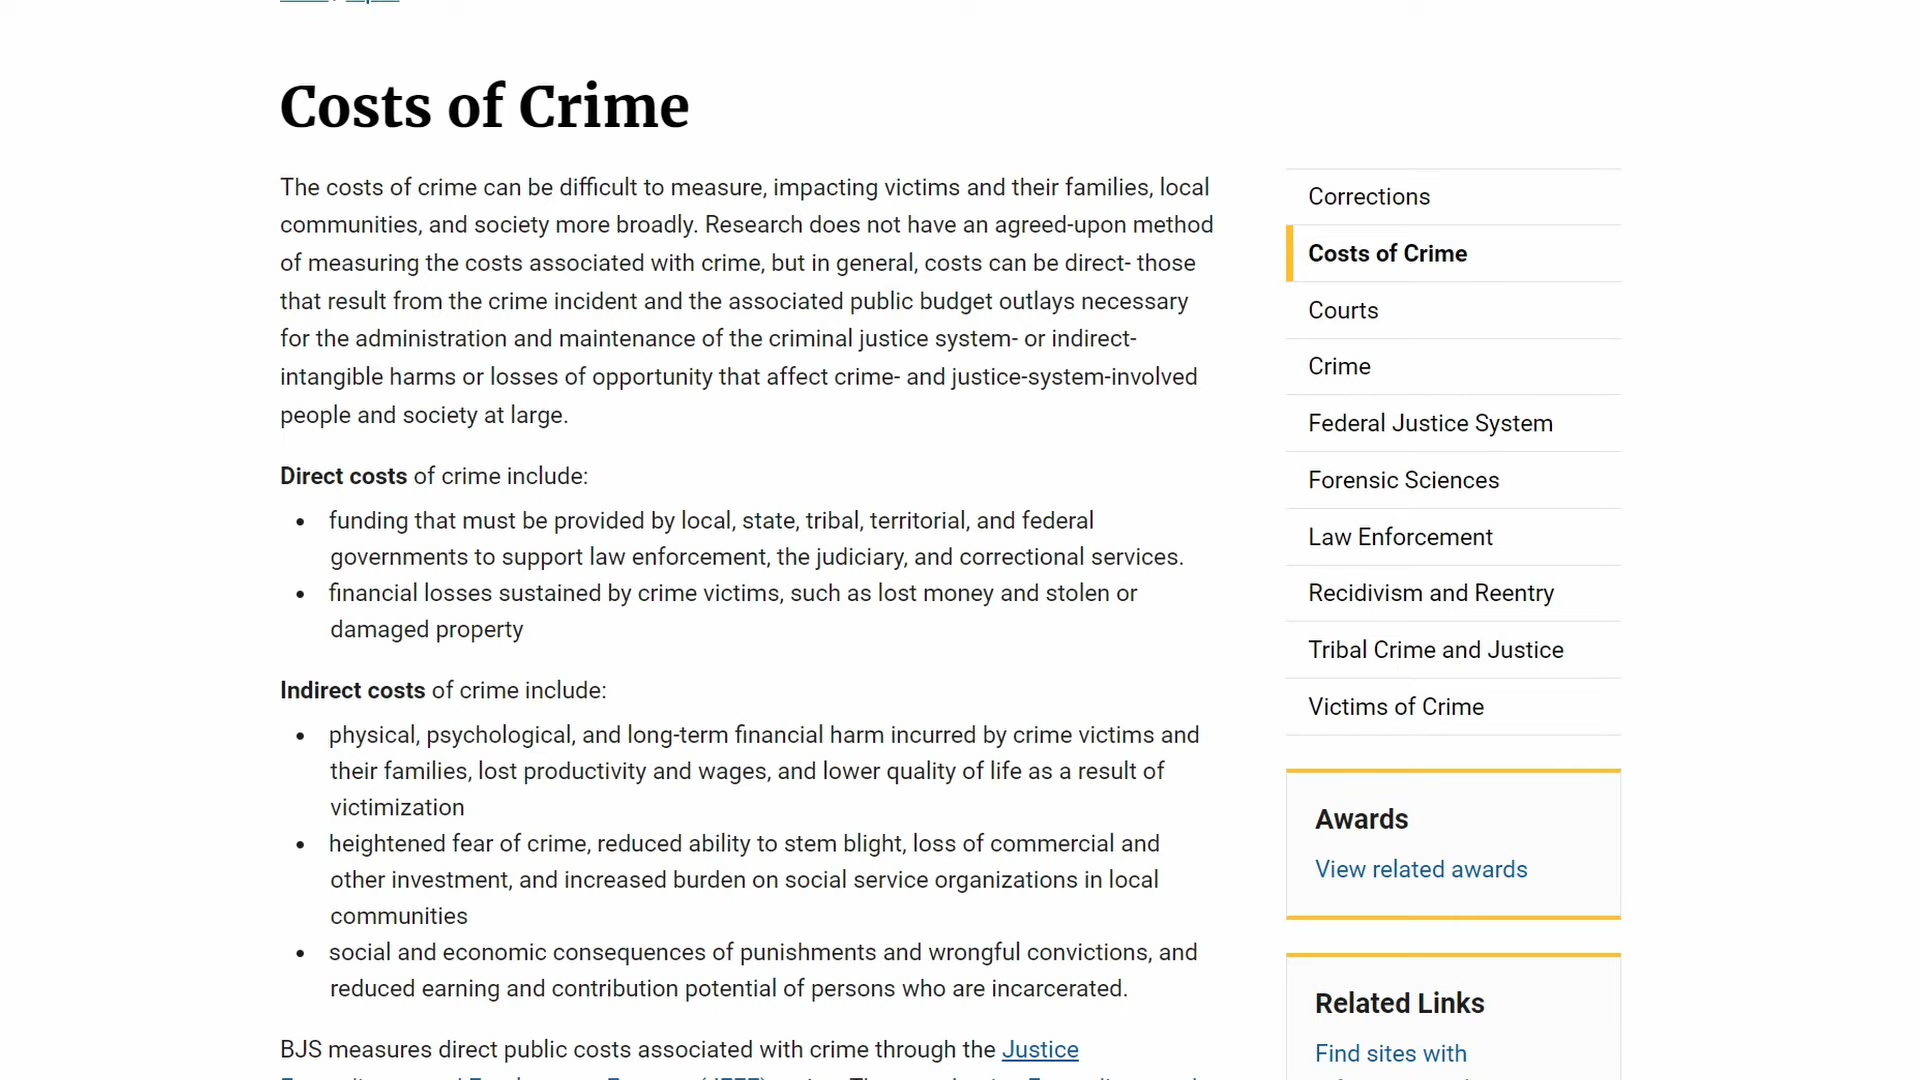 Costs of Crime
The costs of crime can be difficult to measure, impacting victims and their families, local
communities, and society more broadly. Research does not have an agreed-upon method
of measuring the costs associated with crime, but in general, costs can be direct- those
that result from the crime incident and the associated public budget outlays necessary
for the administration and maintenance of the criminal justice system- or indirect-
intangible harms or losses of opportunity that affect crime- and justice-system-involved
people and society at large.
Direct costs of crime include:
• funding that must be provided by local, state, tribal, territorial, and federal
governments to support law enforcement, the judiciary, and correctional services.
• financial losses sustained by crime victims, such as lost money and stolen or
damaged property
Indirect costs of crime include:
• physical, psychological, and long-term financial harm incurred by crime victims and
their families, lost productivity and wages, and lower quality of life as a result of
victimization
• heightened fear of crime, reduced ability to stem blight, loss of commercial and
other investment, and increased burden on social service organizations in local
communities
• social and economic consequences of punishments and wrongful convictions, and
reduced earning and contribution potential of persons who are incarcerated.
BJS measures direct public costs associated with crime through the Justice
Corrections
Costs of Crime
Courts
Crime
Federal Justice System
Forensic Sciences
Law Enforcement
Recidivism and Reentry
Tribal Crime and Justice
Victims of Crime
Awards
View related awards
Related Links
Find sites with